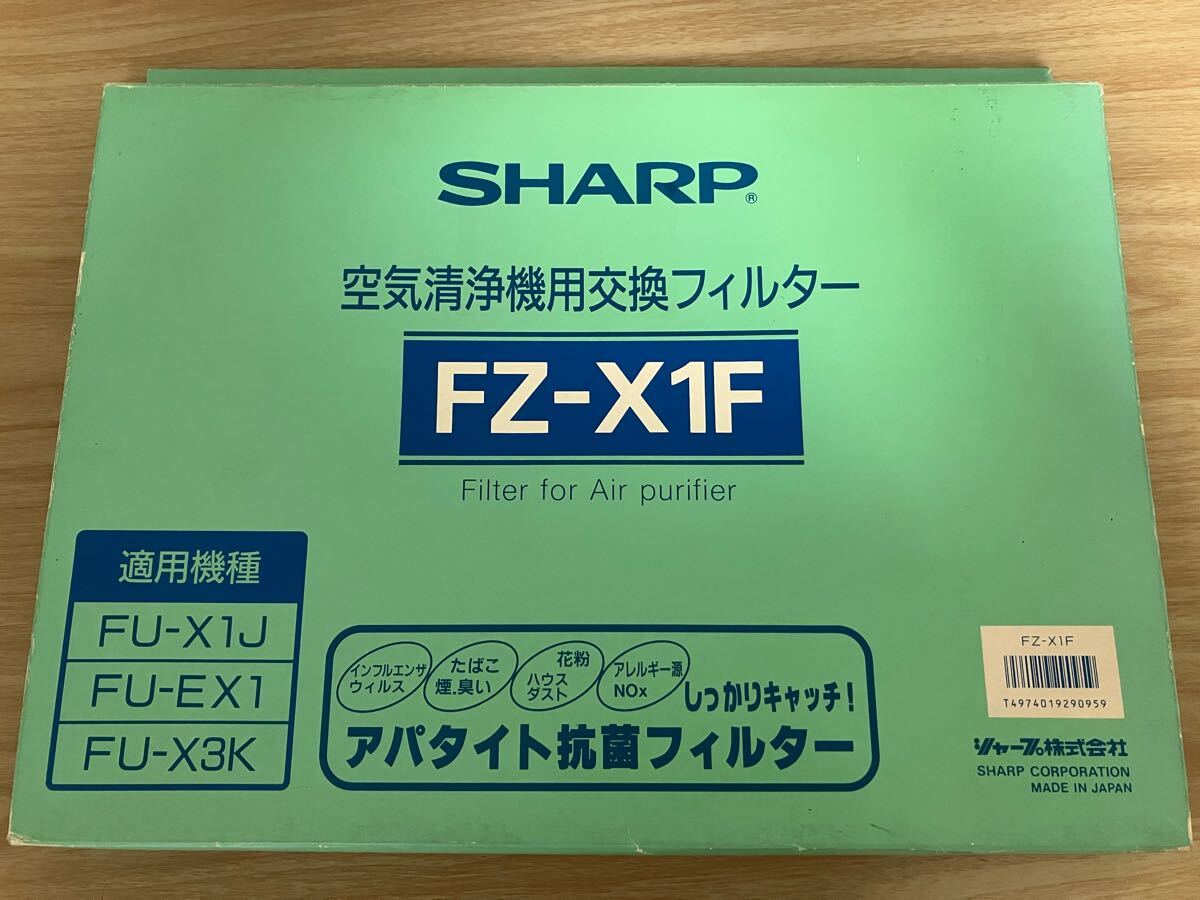 SHARP®
空気清浄機用交換フィルター
FZ-X1F
Filter for Air purifier
適用機種
FU-X1J
FU-EX1
FU-X3K
インフルエンザ
ウィルス
たばこ
煙.臭い
花粉
ハウス
ダスト
アレルギー源
NOx
しっかりキャッチ!
アパタイト抗菌フィルター
FZ-X1F
T4974019290959
シャープ株式会社
SHARP CORPORATION
MADE IN JAPAN